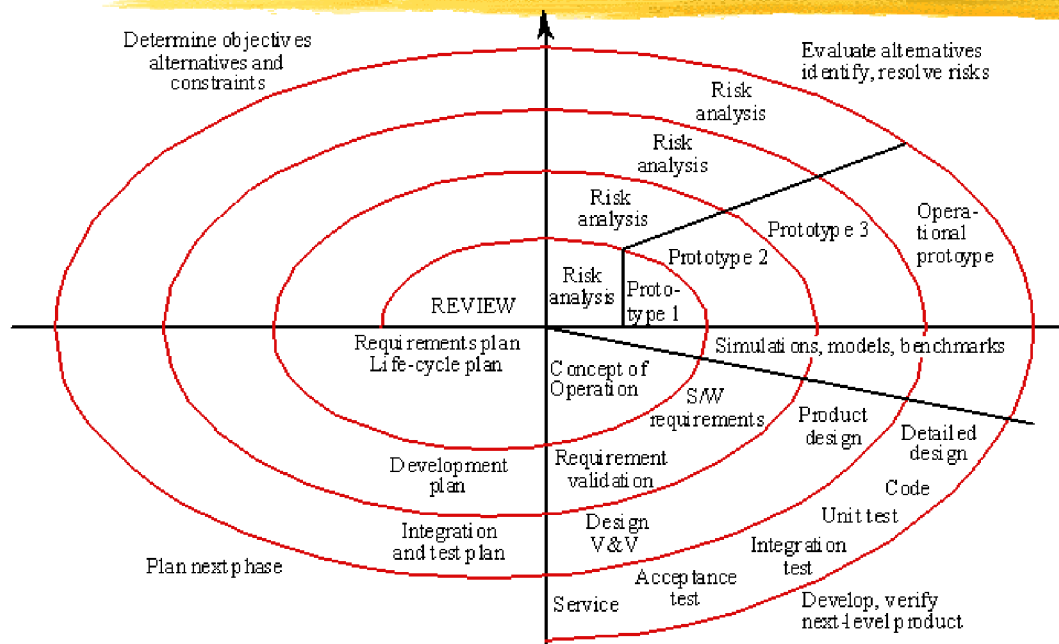 Determine objectives
alternatives and
constraints
Evaluate alternatives
identify, resolve risks
Risk
analysis
Risk
analysis
Risk
analysis
Risk
analysis
Proto-
type 1
Prototype 2
Prototype 3
Opera-
tional
protoype
REVIEW
Requirements plan
Life-cycle plan
Concept of
Operation
Simulations, models, benchmarks
S/W
requirements
Product
design
Detailed
design
Development
plan
Requirement
validation
Code
Integration
and test plan
Design
V&V
Unit test
Integration
test
Plan next phase
Acceptance
test
Service
Develop, verify
next-level product